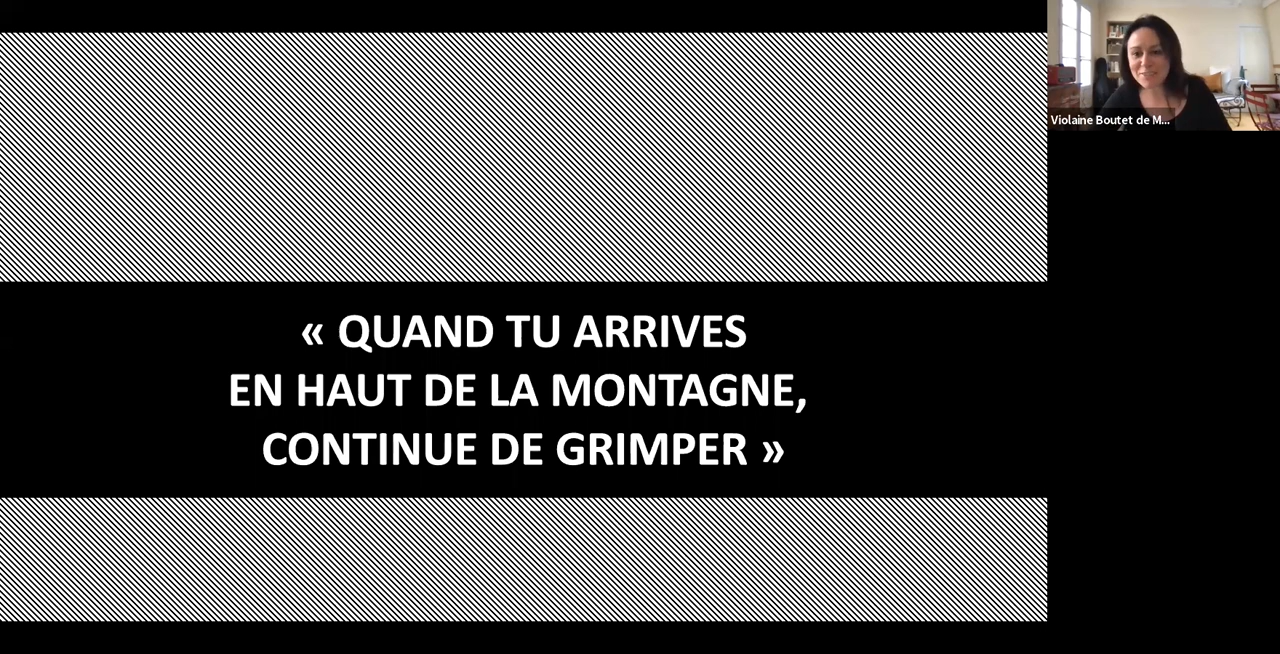 « QUAND TU ARRIVES
EN HAUT DE LA MONTAGNE,
CONTINUE DE GRIMPER »
Violaine Boutet de M...